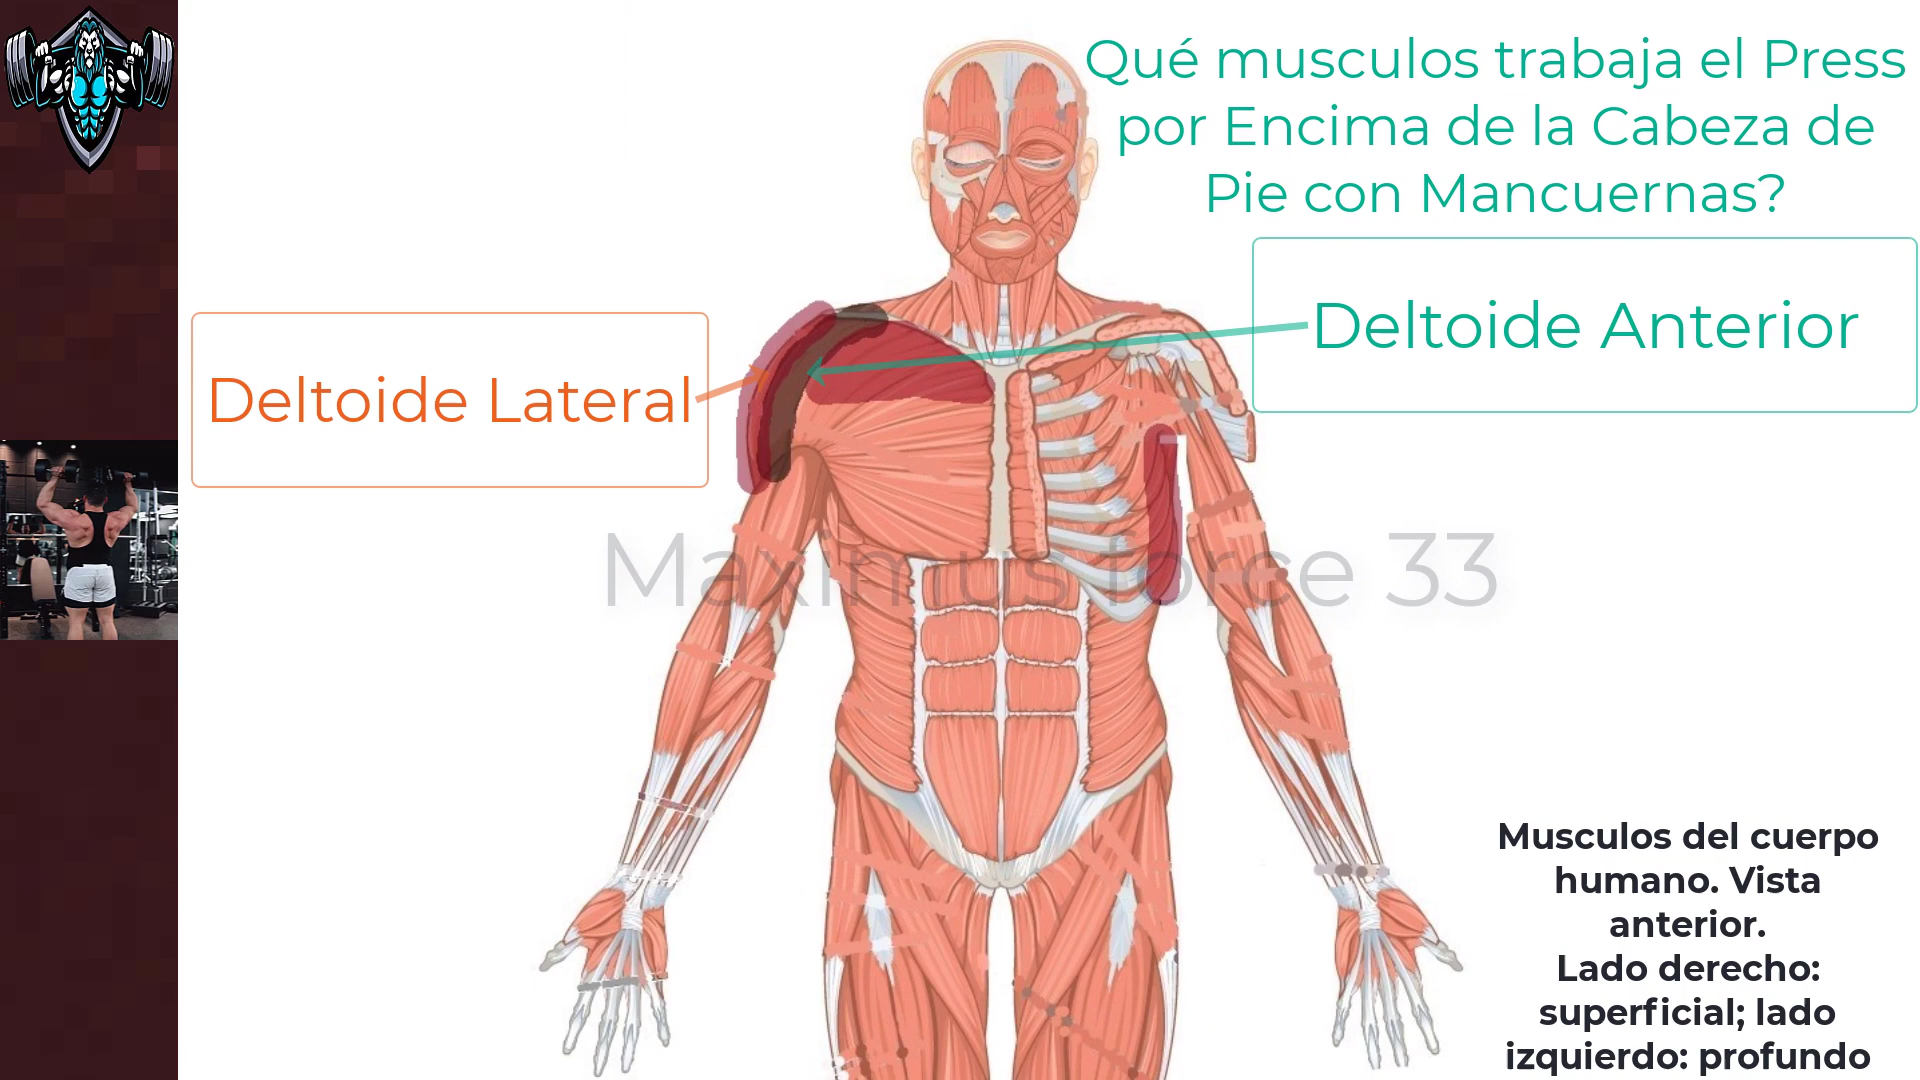 Qué musculos trabaja el Press
por Encima de la Cabeza de
Pie con Mancuernas?
Deltoide Anterior
Deltoide Lateral
Maximus force 33
Musculos del cuerpo
humano. Vista
anterior.
Lado derecho:
superficial; lado
izquierdo: profundo